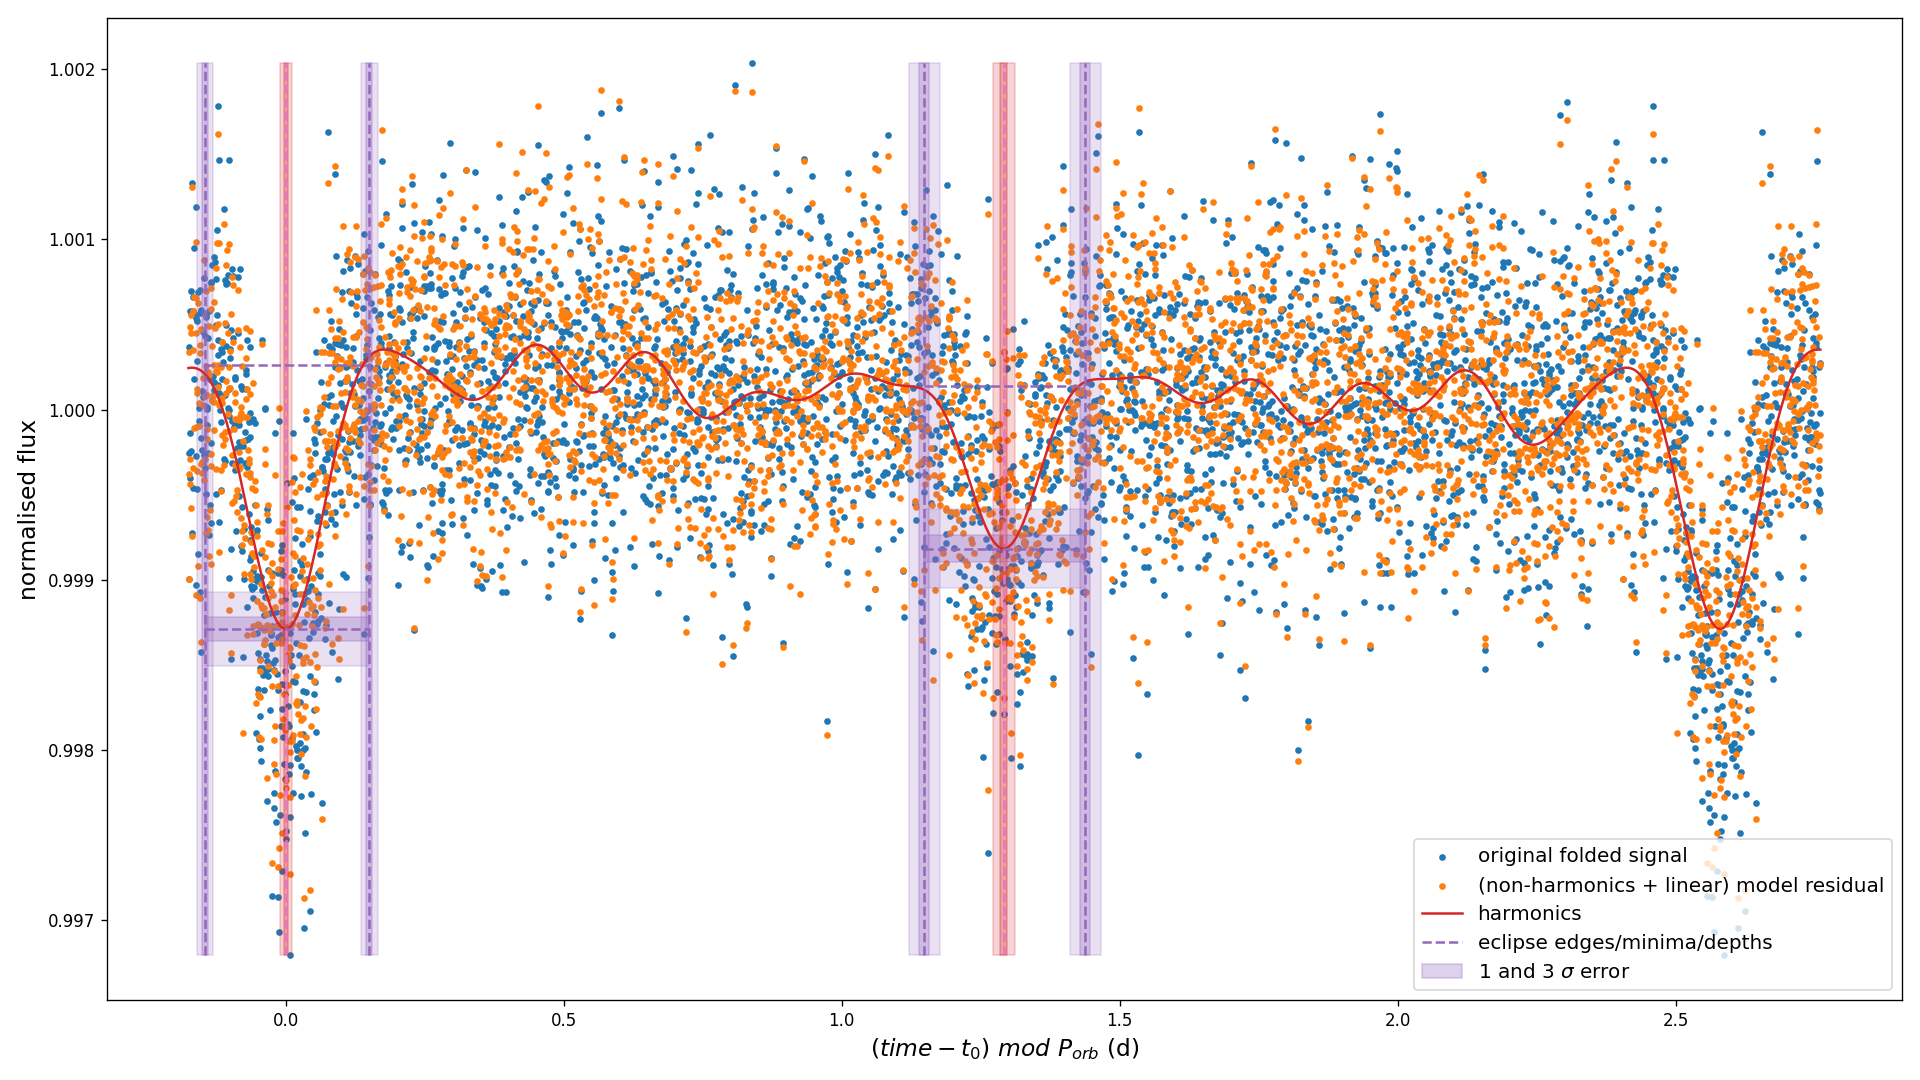 normalised flux
1.002
1.001
1.000
0.999
0.998
0.997
0.0
0.5
1.0
1.5
2.0
2.5
(time − t₀) mod Pₒᵣb (d)
original folded signal
(non-harmonics + linear) model residual
harmonics
eclipse edges/minima/depths
1 and 3 σ error